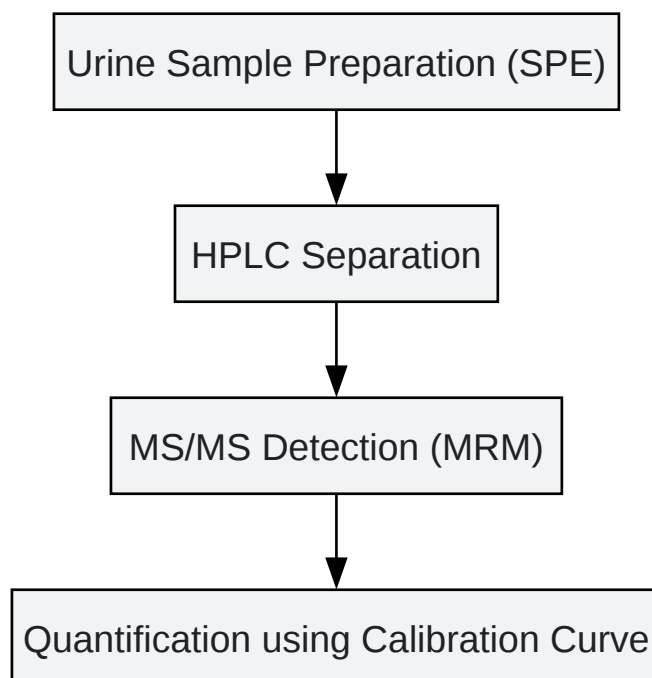 Urine Sample Preparation (SPE)
HPLC Separation
MS/MS Detection (MRM)
Quantification using Calibration Curve